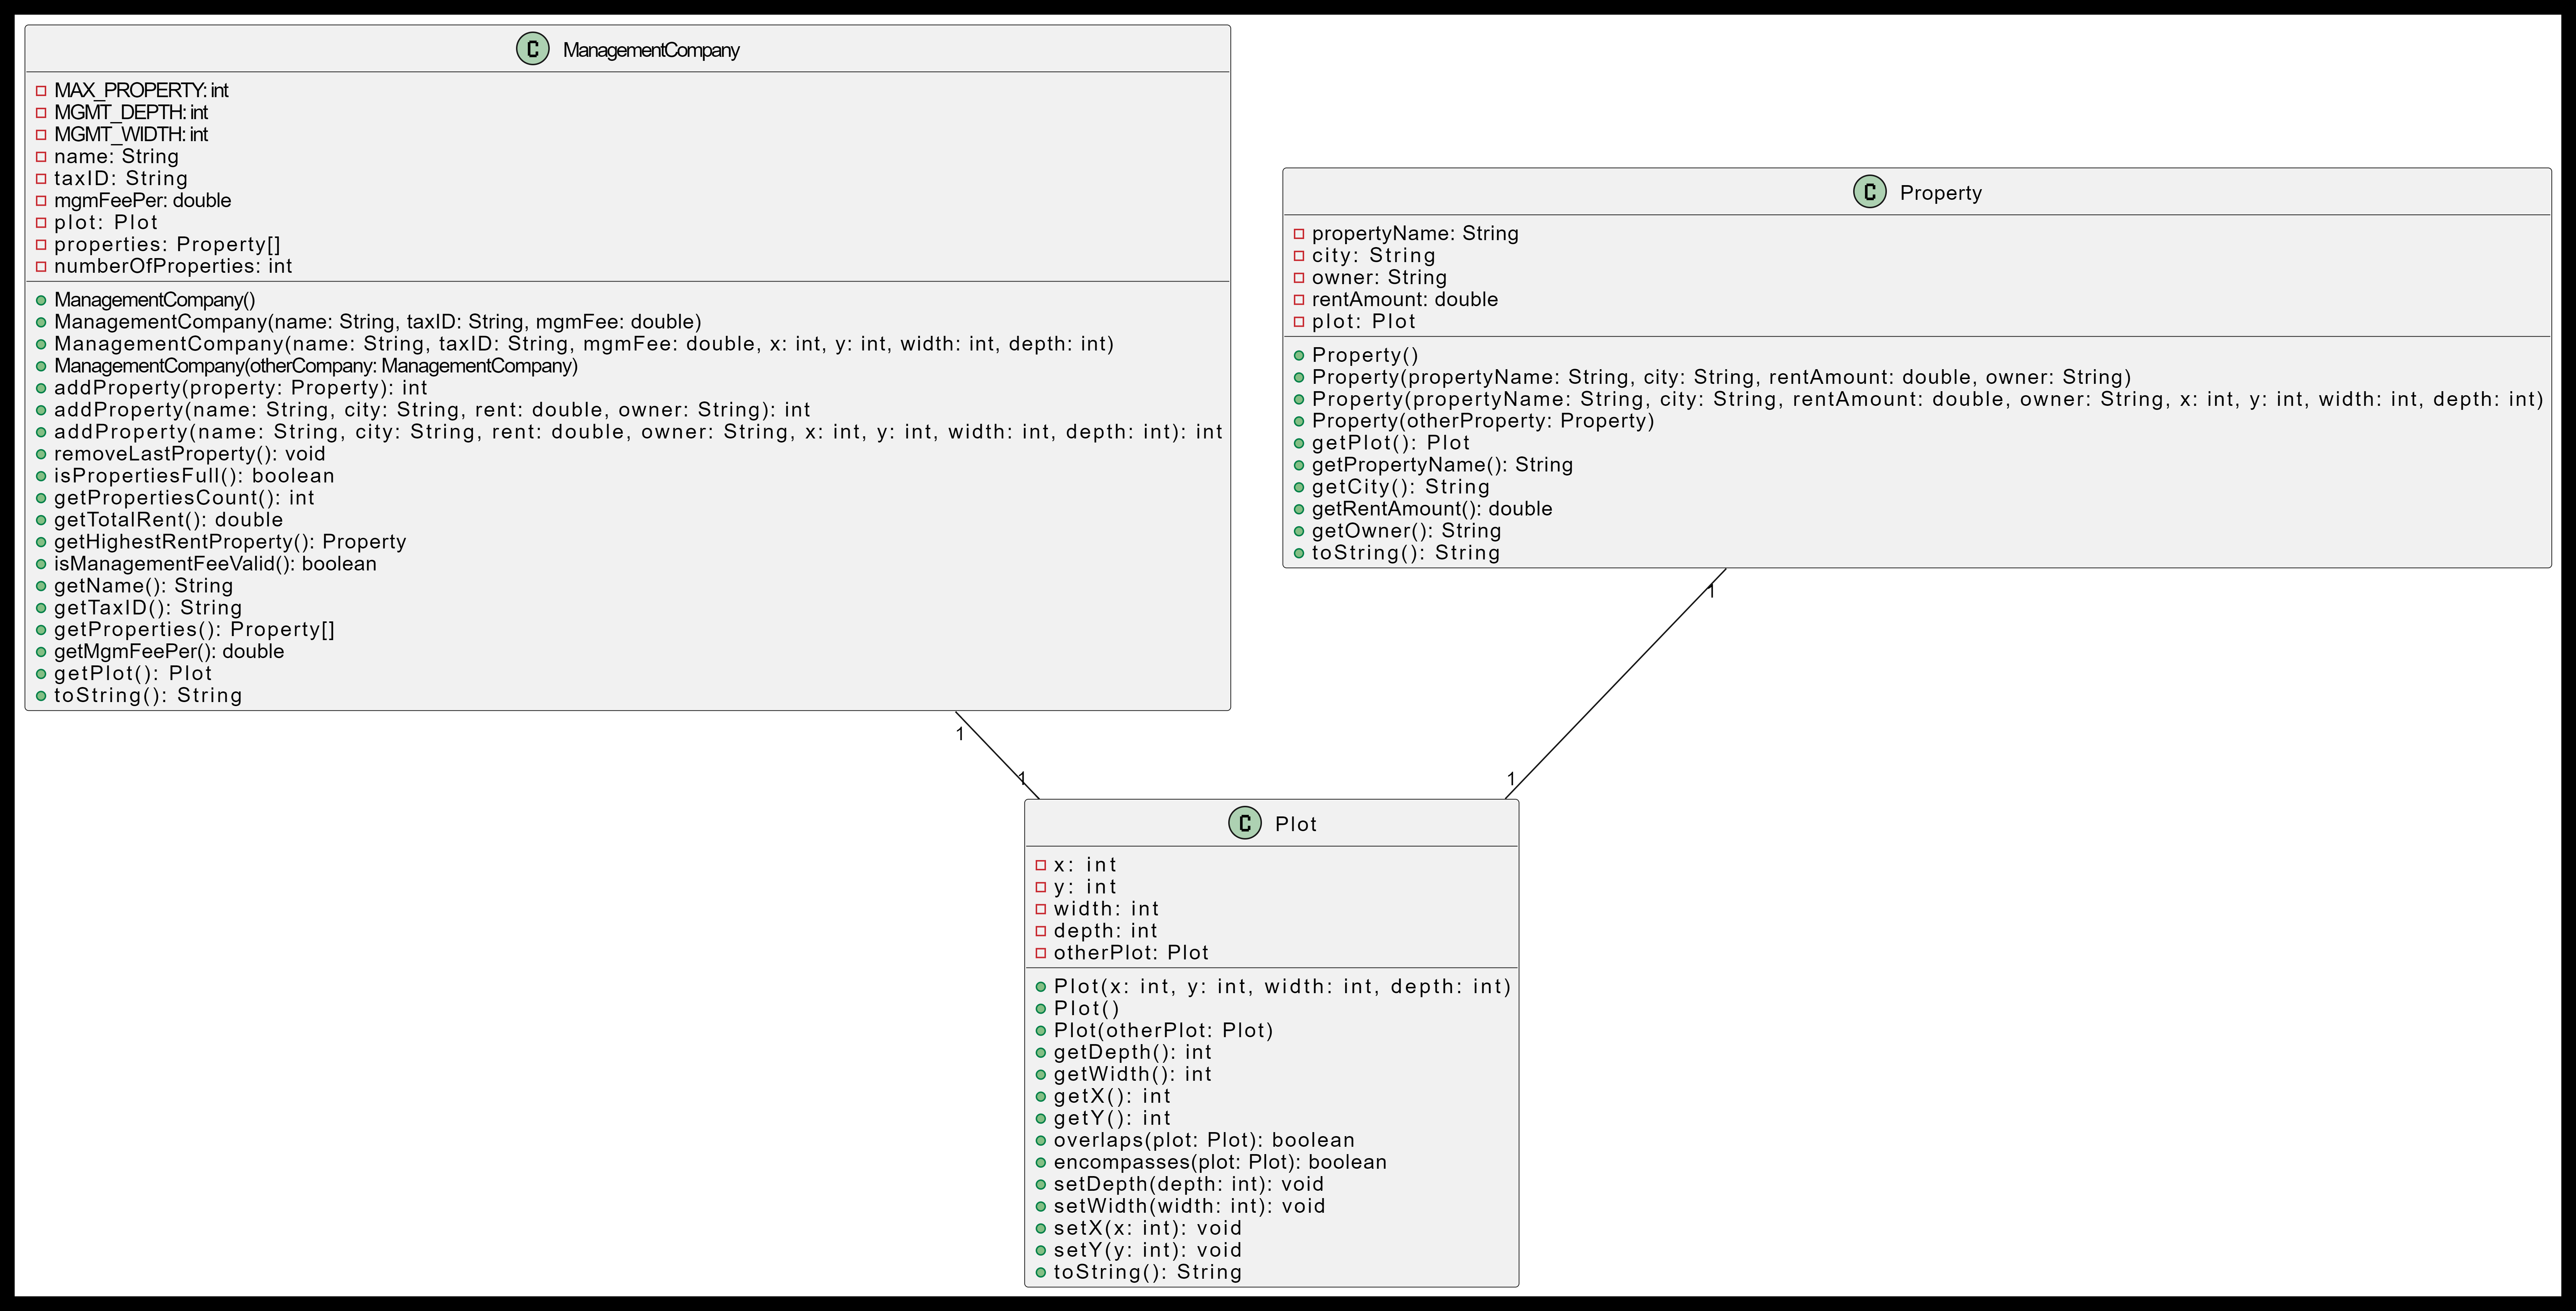 C ManagementCompany
MAX_PROPERTY: int
MGMT_DEPTH: int
MGMT_WIDTH: int
name: String
taxID: String
mgmFeePer: double
plot: Plot
properties: Property[]
numberOfProperties: int
ManagementCompany()
ManagementCompany(name: String, taxID: String, mgmFee: double)
ManagementCompany(name: String, taxID: String, mgmFee: double, x: int, y: int, width: int, depth: int)
ManagementCompany(otherCompany: ManagementCompany)
addProperty(property: Property): int
addProperty(name: String, city: String, rent: double, owner: String): int
addProperty(name: String, city: String, rent: double, owner: String, x: int, y: int, width: int, depth: int): int
removeLastProperty(): void
isPropertiesFull(): boolean
getPropertiesCount(): int
getTotalRent(): double
getHighestRentProperty(): Property
isManagementFeeValid(): boolean
getName(): String
getTaxID(): String
getProperties(): Property[]
getMgmFeePer(): double
getPlot(): Plot
toString(): String
C Property
propertyName: String
city: String
owner: String
rentAmount: double
plot: Plot
Property()
Property(propertyName: String, city: String, rentAmount: double, owner: String)
Property(propertyName: String, city: String, rentAmount: double, owner: String, x: int, y: int, width: int, depth: int)
Property(otherProperty: Property)
getPlot(): Plot
getPropertyName(): String
getCity(): String
getRentAmount(): double
getOwner(): String
toString(): String
1
1
1
1
C Plot
x: int
y: int
width: int
depth: int
otherPlot: Plot
Plot(x: int, y: int, width: int, depth: int)
Plot()
Plot(otherPlot: Plot)
getDepth(): int
getWidth(): int
getX(): int
getY(): int
overlaps(plot: Plot): boolean
encompasses(plot: Plot): boolean
setDepth(depth: int): void
setWidth(width: int): void
setX(x: int): void
setY(y: int): void
toString(): String